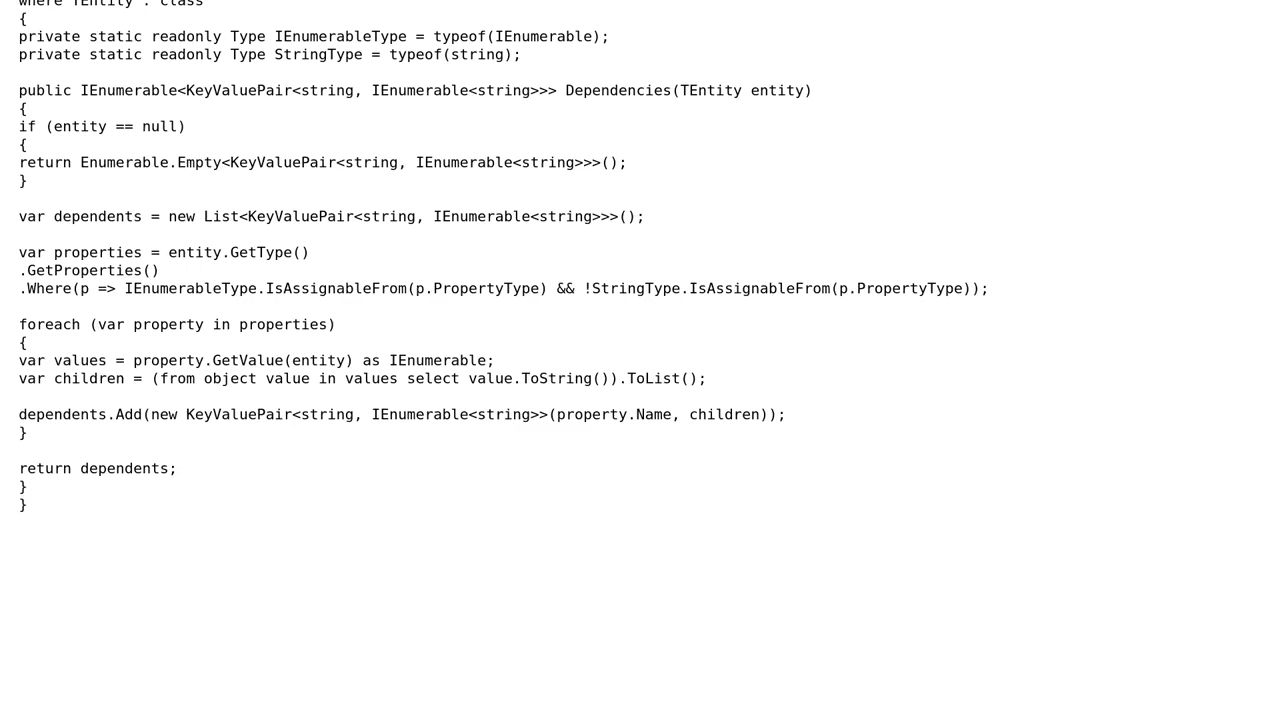 where TEntity : class
{
private static readonly Type IEnumerableType = typeof(IEnumerable);
private static readonly Type StringType = typeof(string);
public IEnumerable<KeyValuePair<string, IEnumerable<string>>> Dependencies(TEntity entity)
{
if (entity == null)
{
return Enumerable.Empty<KeyValuePair<string, IEnumerable<string>>>();
}
var dependents = new List<KeyValuePair<string, IEnumerable<string>>>();
var properties = entity.GetType()
.GetProperties()
.Where(p => IEnumerableType.IsAssignableFrom(p.PropertyType) && !StringType.IsAssignableFrom(p.PropertyType));
foreach (var property in properties)
{
var values = property.GetValue(entity) as IEnumerable;
var children = (from object value in values select value.ToString()).ToList();
dependents.Add(new KeyValuePair<string, IEnumerable<string>>(property.Name, children));
}
return dependents;
}
}